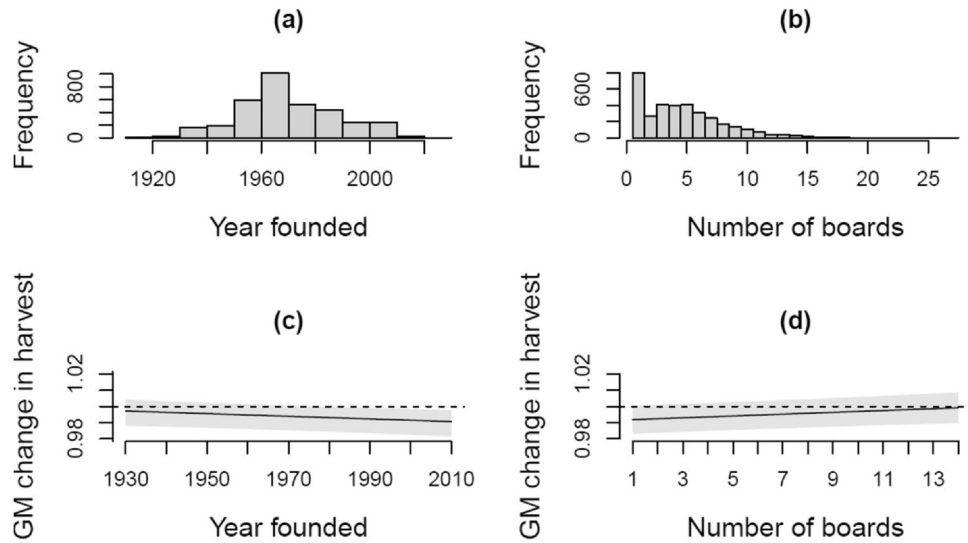 (a)
Frequency
0 800
1920 1960 2000
Year founded
(b)
Frequency
0 600
0 5 10 15 20 25
Number of boards
(c)
GM change in harvest
0.98 1.02
1930 1950 1970 1990 2010
Year founded
(d)
GM change in harvest
0.98 1.02
1 3 5 7 9 11 13
Number of boards